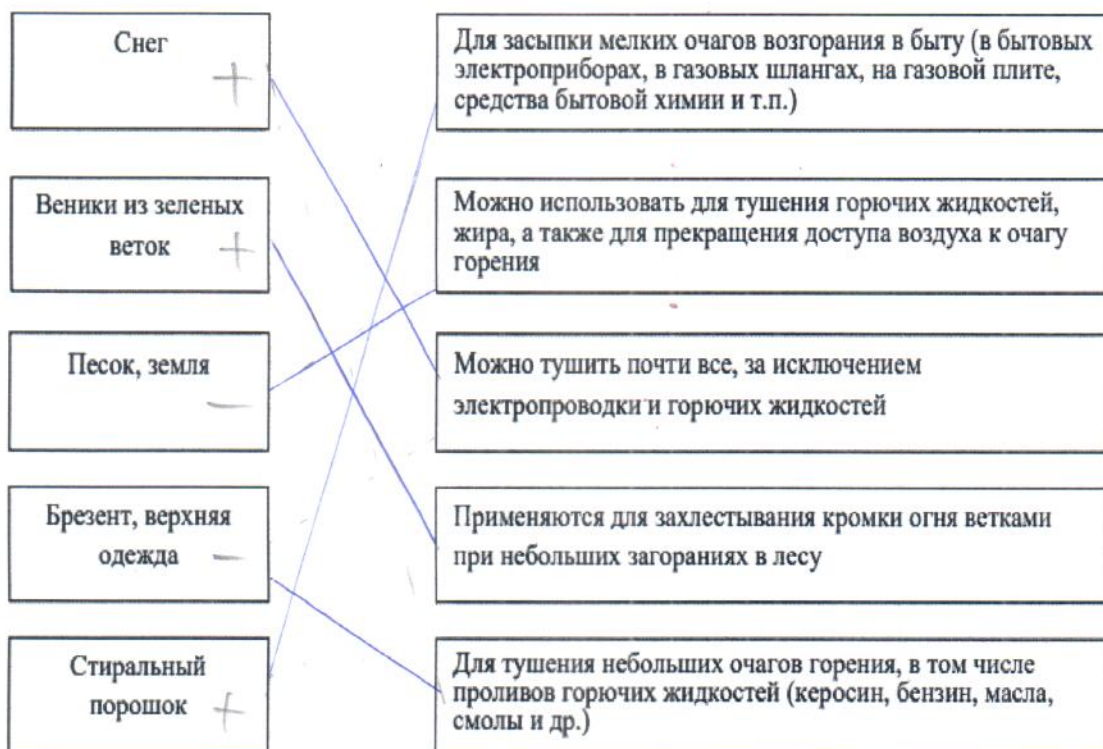 Снег
+
Для засыпки мелких очагов возгорания в быту (в бытовых
электроприборах, в газовых шлангах, на газовой плите,
средства бытовой химии и т.п.)
Веники из зеленых
веток +
Можно использовать для тушения горючих жидкостей,
жира, а также для прекращения доступа воздуха к очагу
горения
Песок, земля
—
Можно тушить почти все, за исключением
электропроводки и горючих жидкостей
Брезент, верхняя
одежда —
Применяются для захлестывания кромки огня ветками
при небольших загораниях в лесу
Стиральный
порошок +
Для тушения небольших очагов горения, в том числе
проливов горючих жидкостей (керосин, бензин, масла,
смолы и др.)